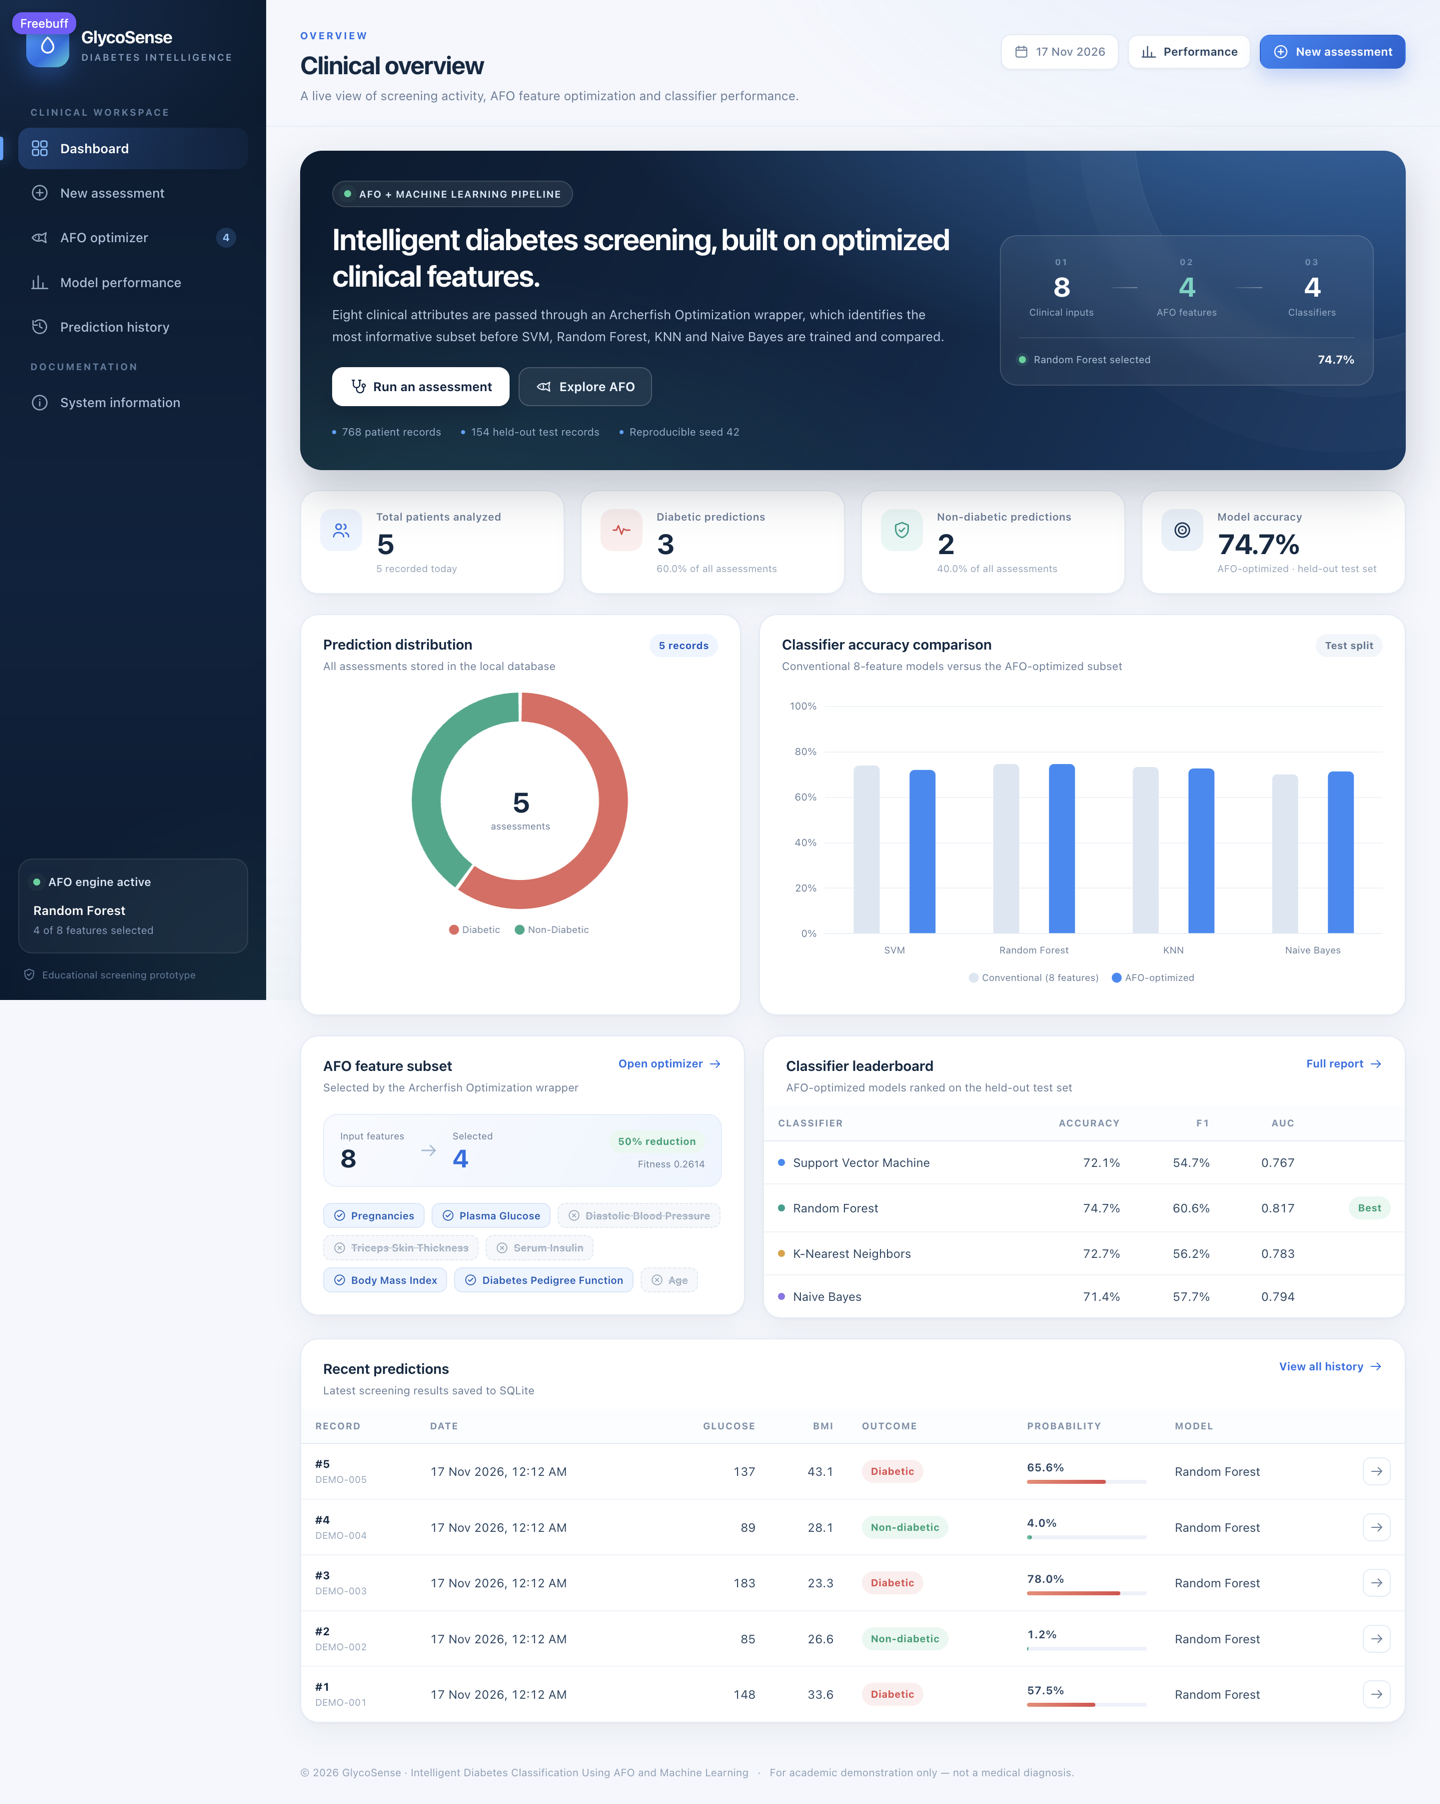 Freebuff
GlycoSense
DIABETES INTELLIGENCE
CLINICAL WORKSPACE
Dashboard
New assessment
AFO optimizer
4
Model performance
Prediction history
DOCUMENTATION
System information
AFO engine active
Random Forest
4 of 8 features selected
Educational screening prototype
OVERVIEW
Clinical overview
A live view of screening activity, AFO feature optimization and classifier performance.
17 Nov 2026
Performance
New assessment
AFO + MACHINE LEARNING PIPELINE
Intelligent diabetes screening, built on optimized
clinical features.
Eight clinical attributes are passed through an Archerfish Optimization wrapper, which identifies the
most informative subset before SVM, Random Forest, KNN and Naive Bayes are trained and compared.
Run an assessment
Explore AFO
768 patient records
154 held-out test records
Reproducible seed 42
01
8
Clinical inputs
02
4
AFO features
03
4
Classifiers
Random Forest selected
74.7%
Total patients analyzed
5
5 recorded today
Diabetic predictions
3
60.0% of all assessments
Non-diabetic predictions
2
40.0% of all assessments
Model accuracy
74.7%
AFO-optimized · held-out test set
Prediction distribution
5 records
All assessments stored in the local database
5
assessments
Diabetic
Non-Diabetic
Classifier accuracy comparison
Test split
Conventional 8-feature models versus the AFO-optimized subset
100%
80%
60%
40%
20%
0%
SVM
Random Forest
KNN
Naive Bayes
Conventional (8 features)
AFO-optimized
AFO feature subset
Open optimizer →
Selected by the Archerfish Optimization wrapper
Input features
8
→
Selected
4
50% reduction
Fitness 0.2614
Pregnancies
Plasma Glucose
Diastolic Blood Pressure
Triceps Skin Thickness
Serum Insulin
Body Mass Index
Diabetes Pedigree Function
Age
Classifier leaderboard
Full report →
AFO-optimized models ranked on the held-out test set
CLASSIFIER ACCURACY F1 AUC
Support Vector Machine 72.1% 54.7% 0.767
Random Forest 74.7% 60.6% 0.817 Best
K-Nearest Neighbors 72.7% 56.2% 0.783
Naive Bayes 71.4% 57.7% 0.794
Recent predictions
View all history →
Latest screening results saved to SQLite
RECORD DATE GLUCOSE BMI OUTCOME PROBABILITY MODEL
#5
DEMO-005
17 Nov 2026, 12:12 AM 137 43.1 Diabetic 65.6% Random Forest →
#4
DEMO-004
17 Nov 2026, 12:12 AM 89 28.1 Non-diabetic 4.0% Random Forest →
#3
DEMO-003
17 Nov 2026, 12:12 AM 183 23.3 Diabetic 78.0% Random Forest →
#2
DEMO-002
17 Nov 2026, 12:12 AM 85 26.6 Non-diabetic 1.2% Random Forest →
#1
DEMO-001
17 Nov 2026, 12:12 AM 148 33.6 Diabetic 57.5% Random Forest →
© 2026 GlycoSense · Intelligent Diabetes Classification Using AFO and Machine Learning · For academic demonstration only — not a medical diagnosis.